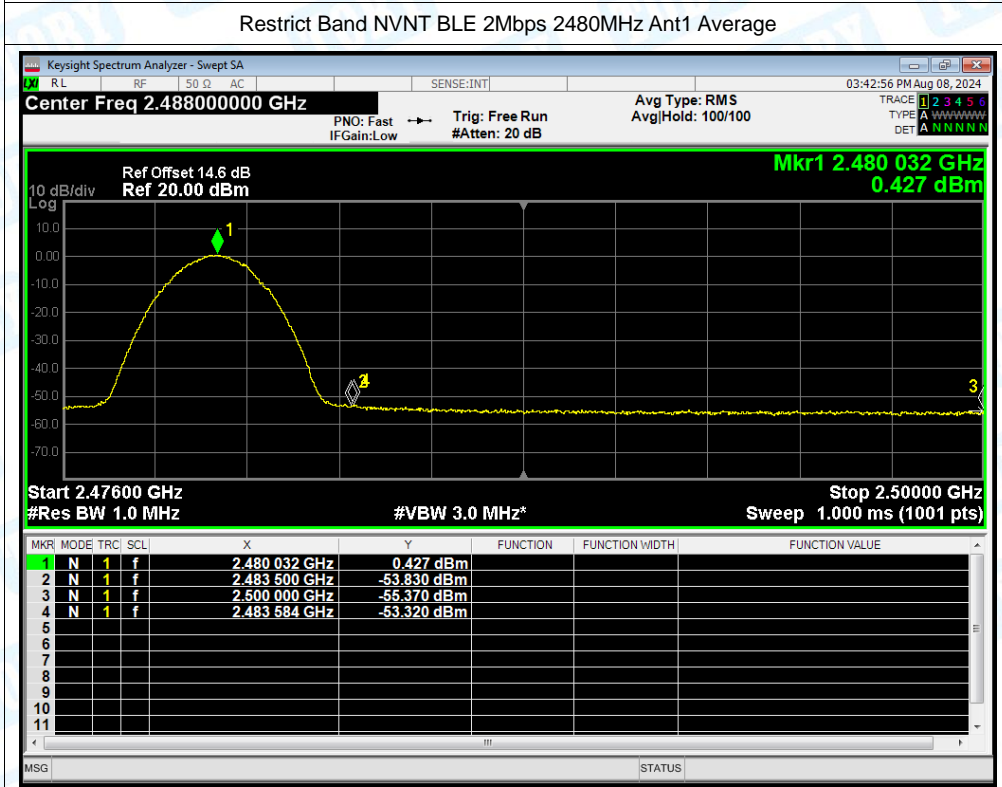 Restrict Band NVNT BLE 2Mbps 2480MHz Ant1 Average
Keysight Spectrum Analyzer - Swept SA
LXI RL RF 50 Ω AC SENSE:INT 03:42:56 PM Aug 08, 2024
Center Freq 2.488000000 GHz
PNO: Fast
IFGain:Low
Trig: Free Run
#Atten: 20 dB
Avg Type: RMS
Avg|Hold: 100/100
TRACE 1 2 3 4 5 6
TYPE A WWWWW
DET A N N N N N
Mkr1 2.480 032 GHz
0.427 dBm
Ref Offset 14.6 dB
10 dB/div Ref 20.00 dBm
Log
10.0
0.00
-10.0
-20.0
-30.0
-40.0
-50.0
-60.0
-70.0
1
2 4
3
Start 2.47600 GHz Stop 2.50000 GHz
#Res BW 1.0 MHz #VBW 3.0 MHz* Sweep 1.000 ms (1001 pts)
MKR MODE TRC SCL X Y FUNCTION FUNCTION WIDTH FUNCTION VALUE
1 N 1 f 2.480 032 GHz 0.427 dBm
2 N 1 f 2.483 500 GHz -53.830 dBm
3 N 1 f 2.500 000 GHz -55.370 dBm
4 N 1 f 2.483 584 GHz -53.320 dBm
5
6
7
8
9
10
11
MSG STATUS